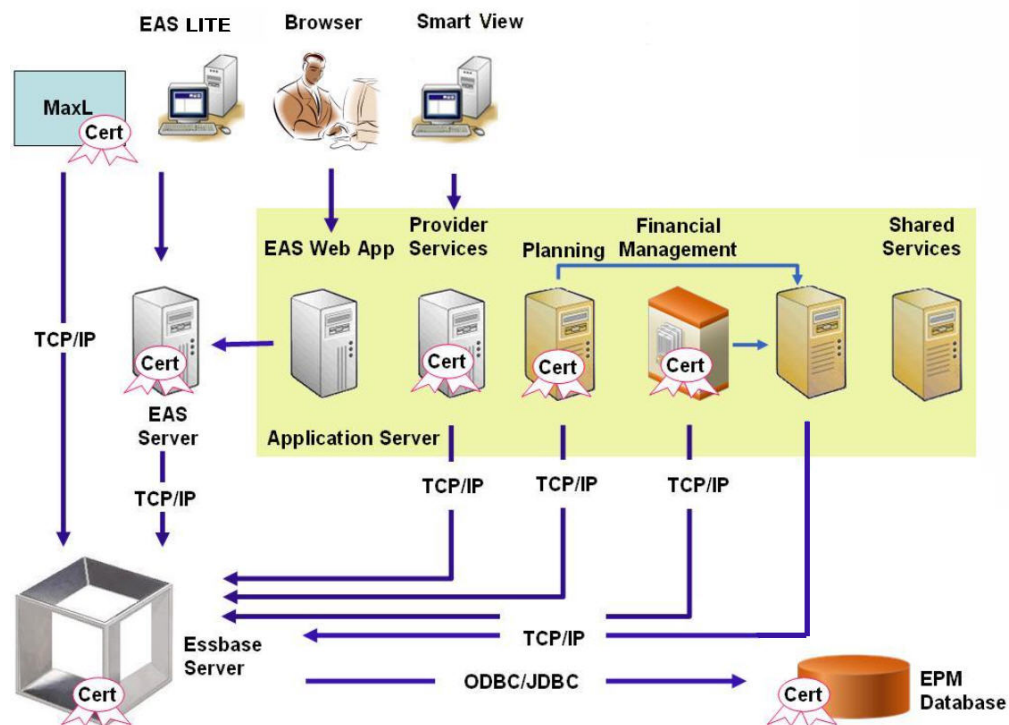 EAS LITE
Browser
Smart View
MaxL
Cert
Provider
Services
Financial
Management
Shared
Services
EAS Web App
Planning
TCP/IP
Cert
Cert
Cert
Cert
EAS
Server
Application Server
TCP/IP
TCP/IP
TCP/IP
TCP/IP
Essbase
Server
TCP/IP
ODBC/JDBC
Cert
Cert
EPM
Database